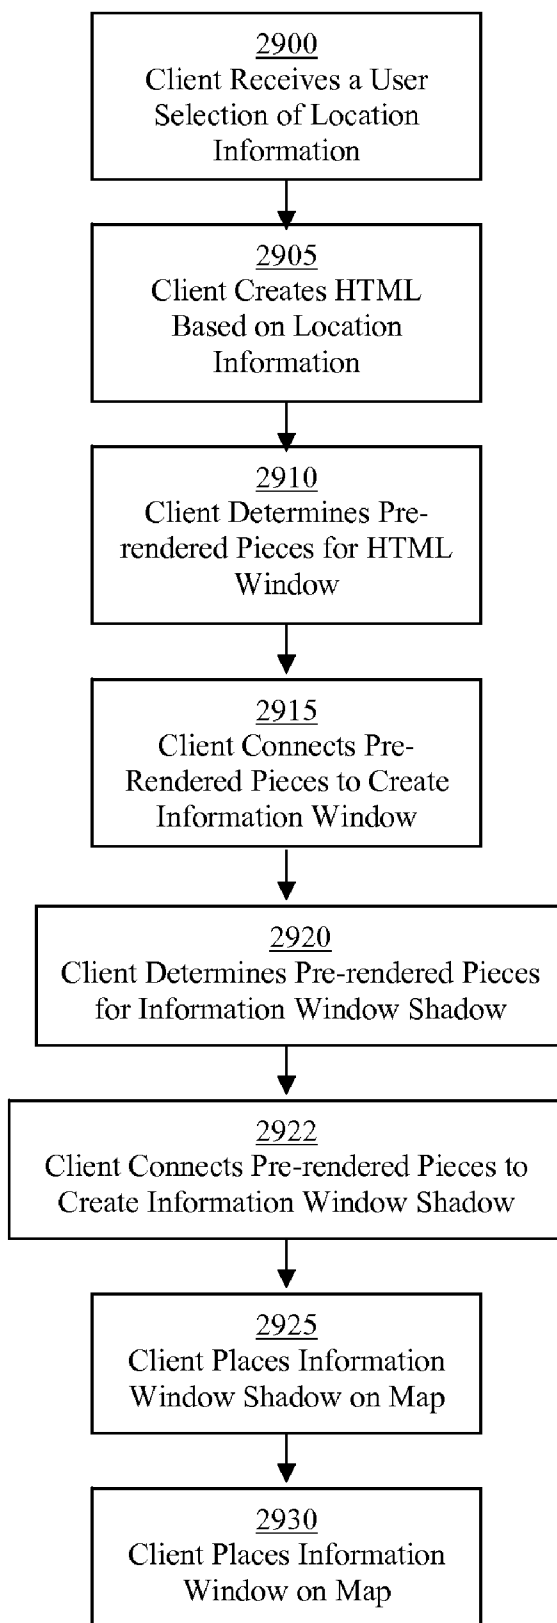 2900
Client Receives a User
Selection of Location
Information
2905
Client Creates HTML
Based on Location
Information
2910
Client Determines Pre-
rendered Pieces for HTML
Window
2915
Client Connects Pre-
Rendered Pieces to Create
Information Window
2920
Client Determines Pre-rendered Pieces
for Information Window Shadow
2922
Client Connects Pre-rendered Pieces to
Create Information Window Shadow
2925
Client Places Information
Window Shadow on Map
2930
Client Places Information
Window on Map